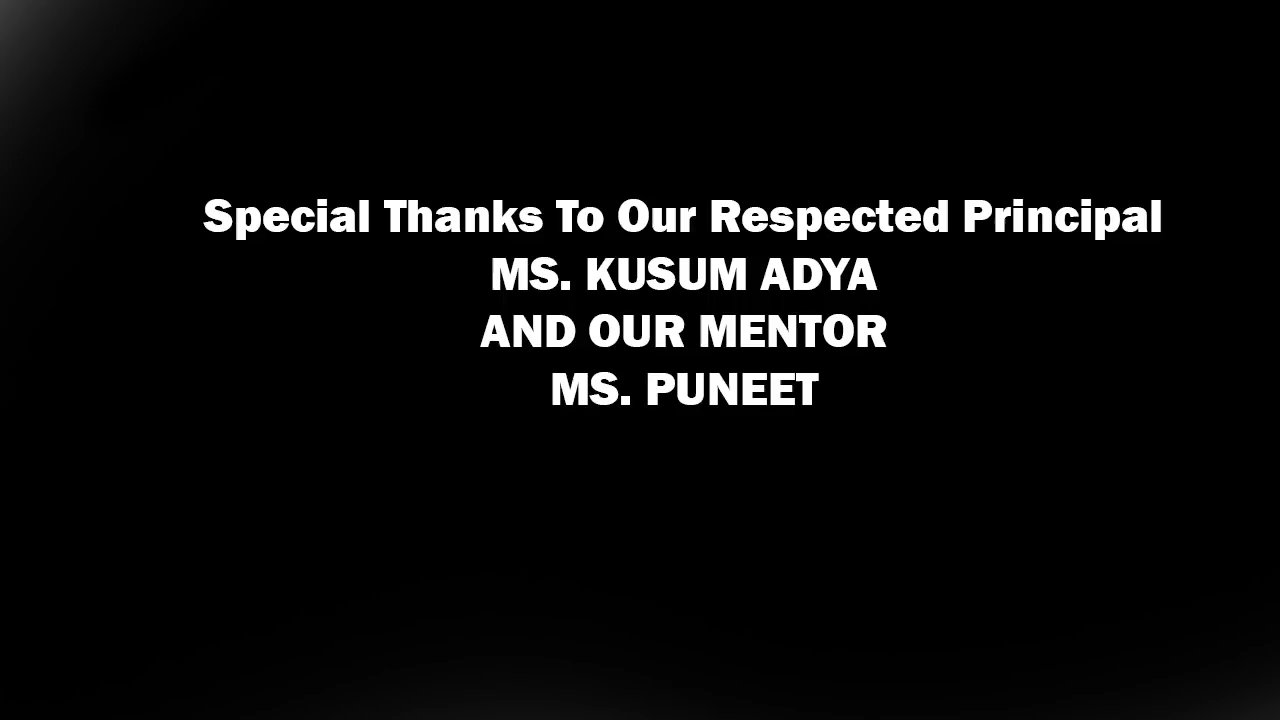 Special Thanks To Our Respected Principal
MS. KUSUM ADYA
AND OUR MENTOR
MS. PUNEET